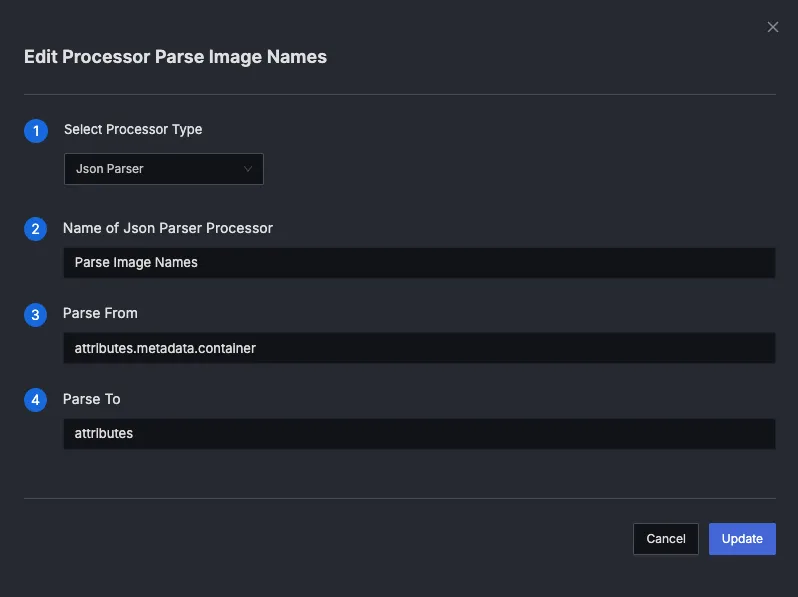 Edit Processor Parse Image Names
1
Select Processor Type
Json Parser
2
Name of Json Parser Processor
Parse Image Names
3
Parse From
attributes.metadata.container
4
Parse To
attributes
Cancel
Update